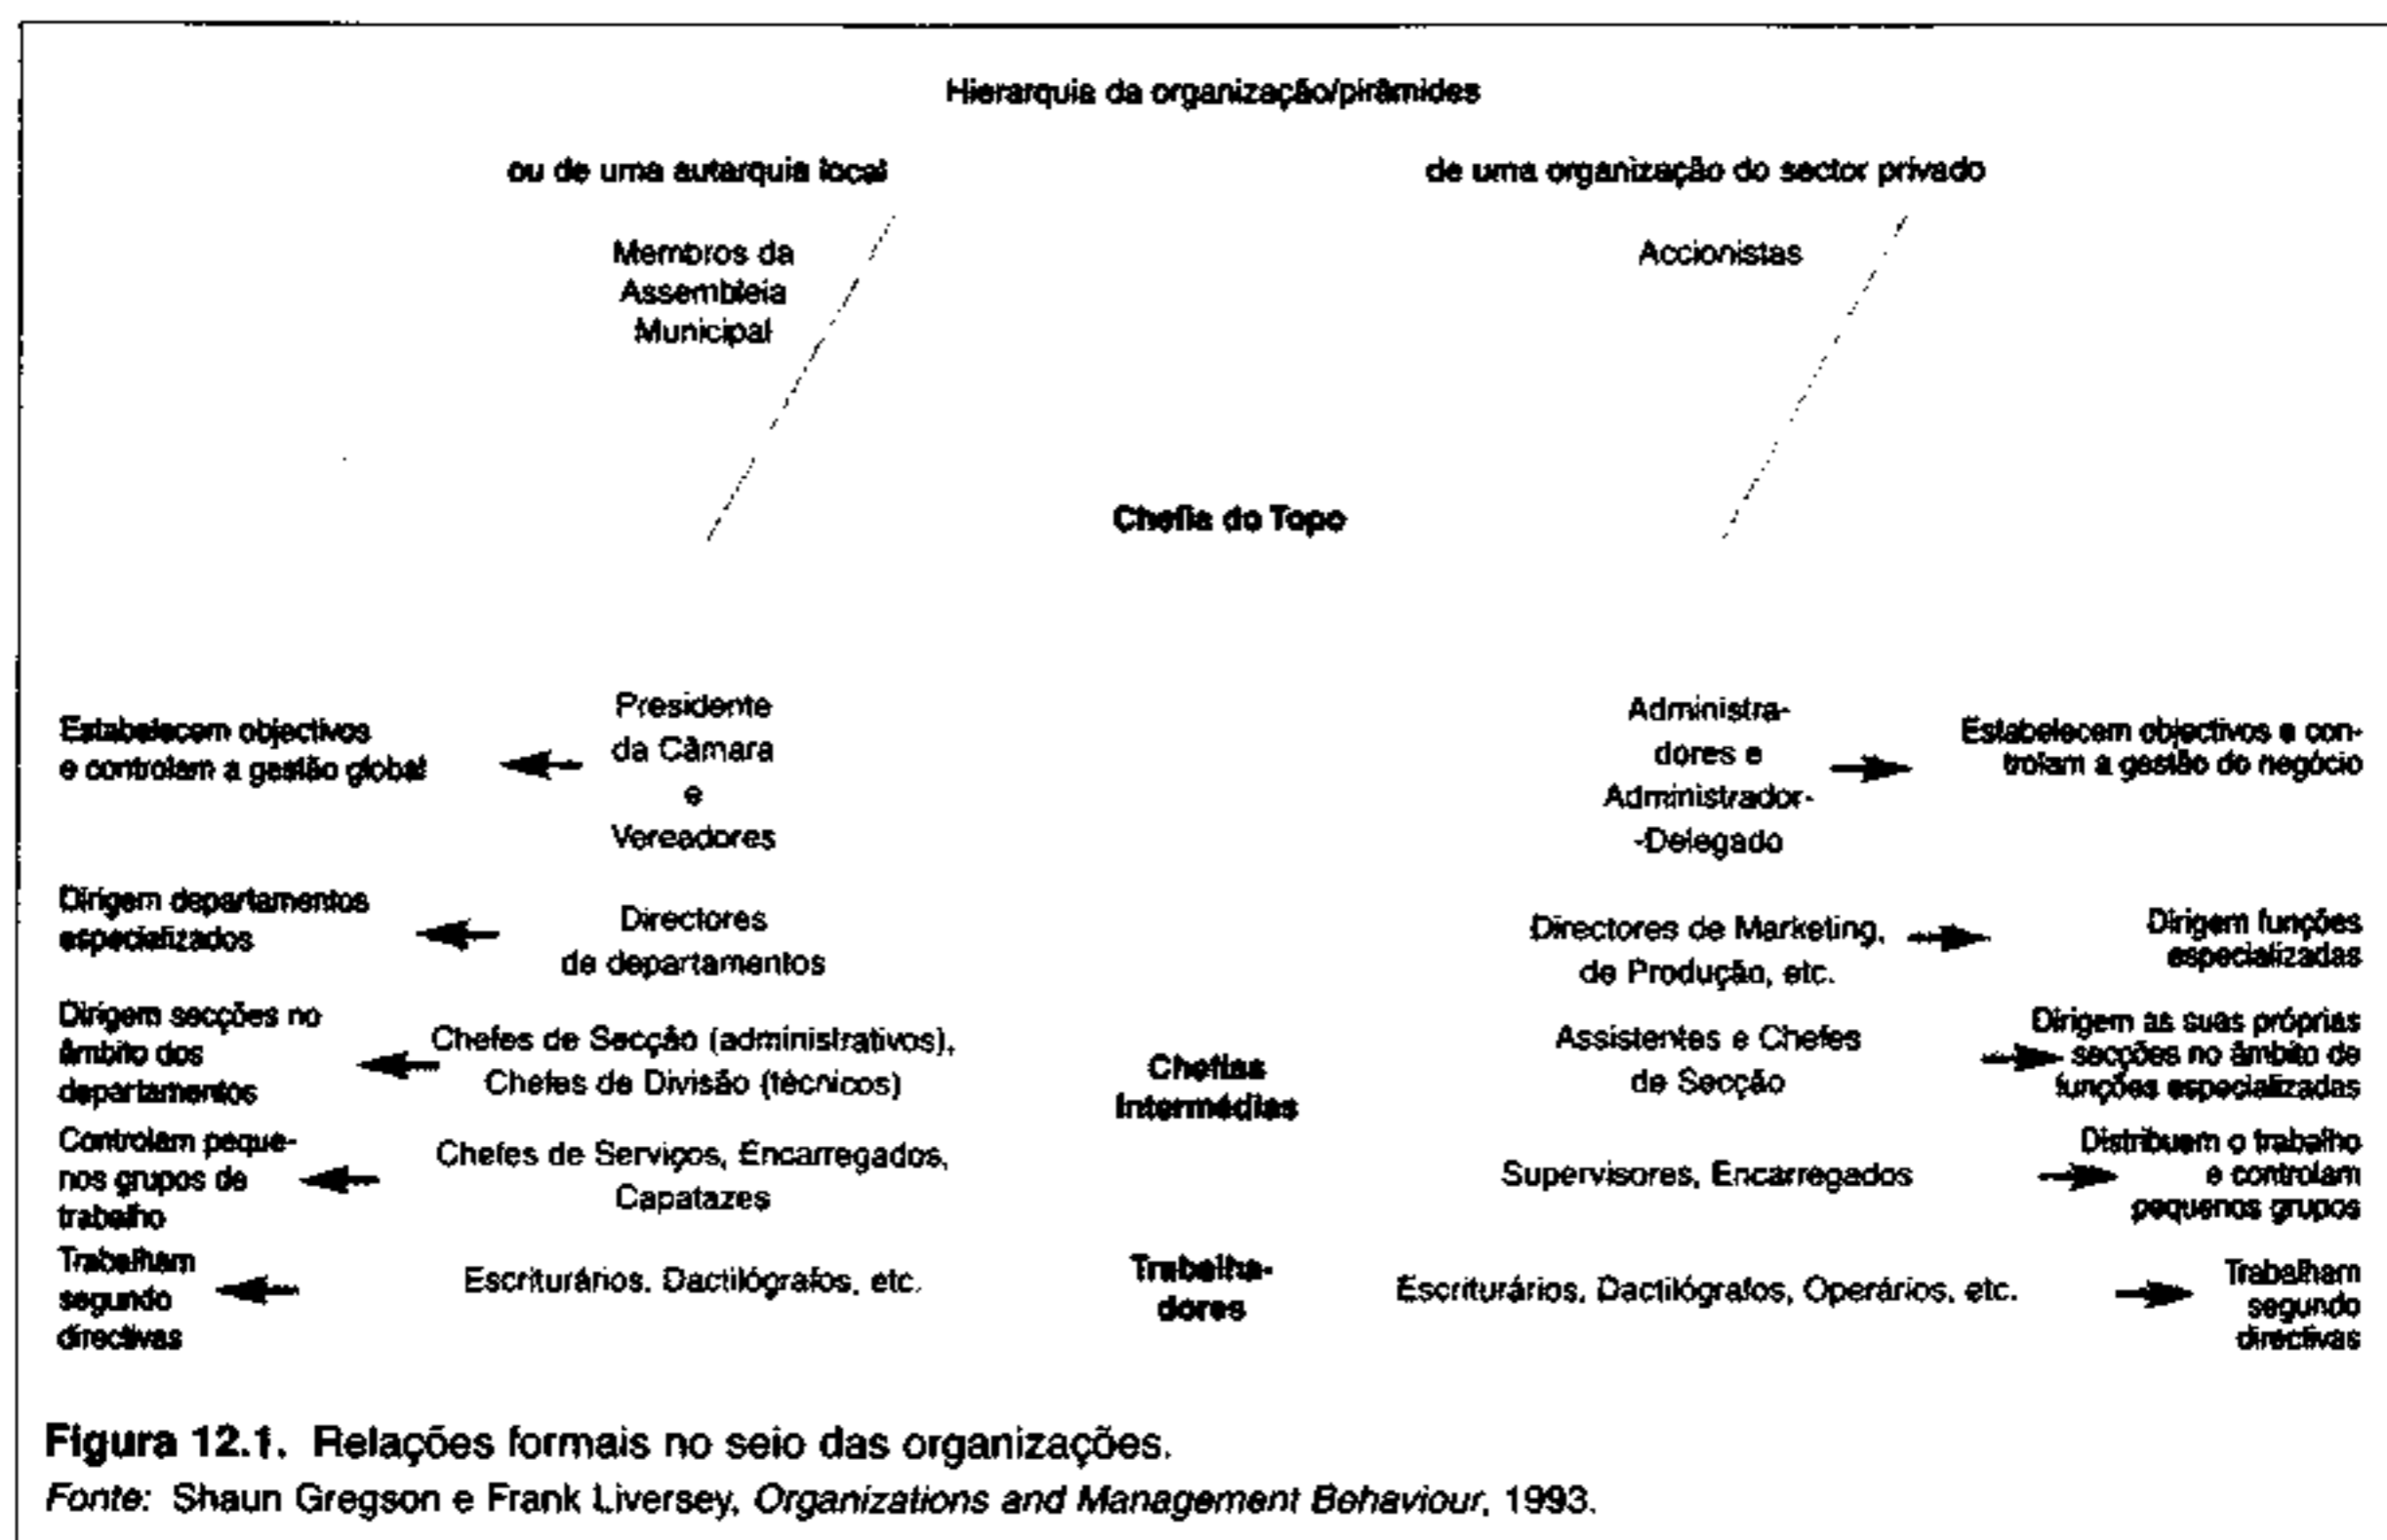 Hierarquia da organização/pirâmides
ou de uma autarquia local
de uma organização do sector privado
Membros da
Assembleia
Municipal
Accionistas
Chefia do Topo
Estabelecem objectivos
e controlam a gestão global
Presidente
da Câmara
e
Vereadores
Administra-
dores e
Administrador-
-Delegado
Estabelecem objectivos e con-
trolam a gestão do negócio
Dirigem departamentos
especializados
Directores
de departamentos
Directores de Marketing,
de Produção, etc.
Dirigem funções
especializadas
Dirigem secções no
âmbito dos
departamentos
Chefes de Secção (administrativos),
Chefes de Divisão (técnicos)
Chefias
Intermédias
Assistentes e Chefes
de Secção
Dirigem as suas próprias
secções no âmbito de
funções especializadas
Controlam peque-
nos grupos de
trabalho
Chefes de Serviços, Encarregados,
Capatazes
Supervisores, Encarregados
Distribuem o trabalho
e controlam
pequenos grupos
Trabalham
segundo
directivas
Escriturários, Dactilógrafos, etc.
Trabalha-
dores
Escriturários, Dactilógrafos, Operários, etc.
Trabalham
segundo
directivas
Figura 12.1. Relações formais no seio das organizações.
Fonte: Shaun Gregson e Frank Liversey, Organizations and Management Behaviour, 1993.